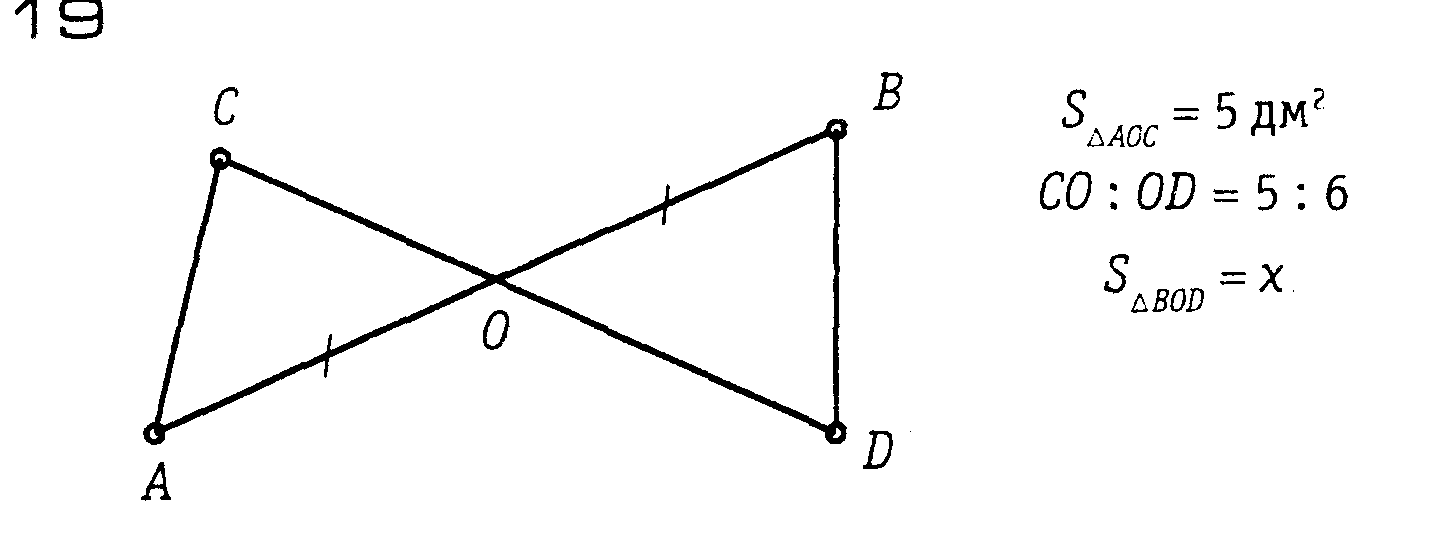 19
C
B
S△AOC = 5 дм²
CO : OD = 5 : 6
S△BOD = x
O
A
D